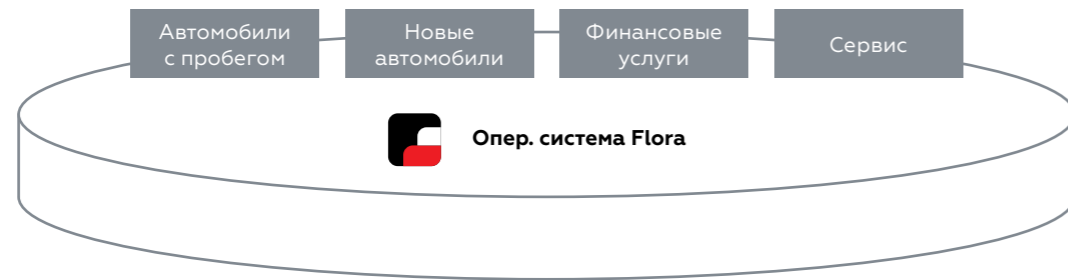 Автомобили
с пробегом
Новые
автомобили
Финансовые
услуги
Сервис
Опер. система Flora